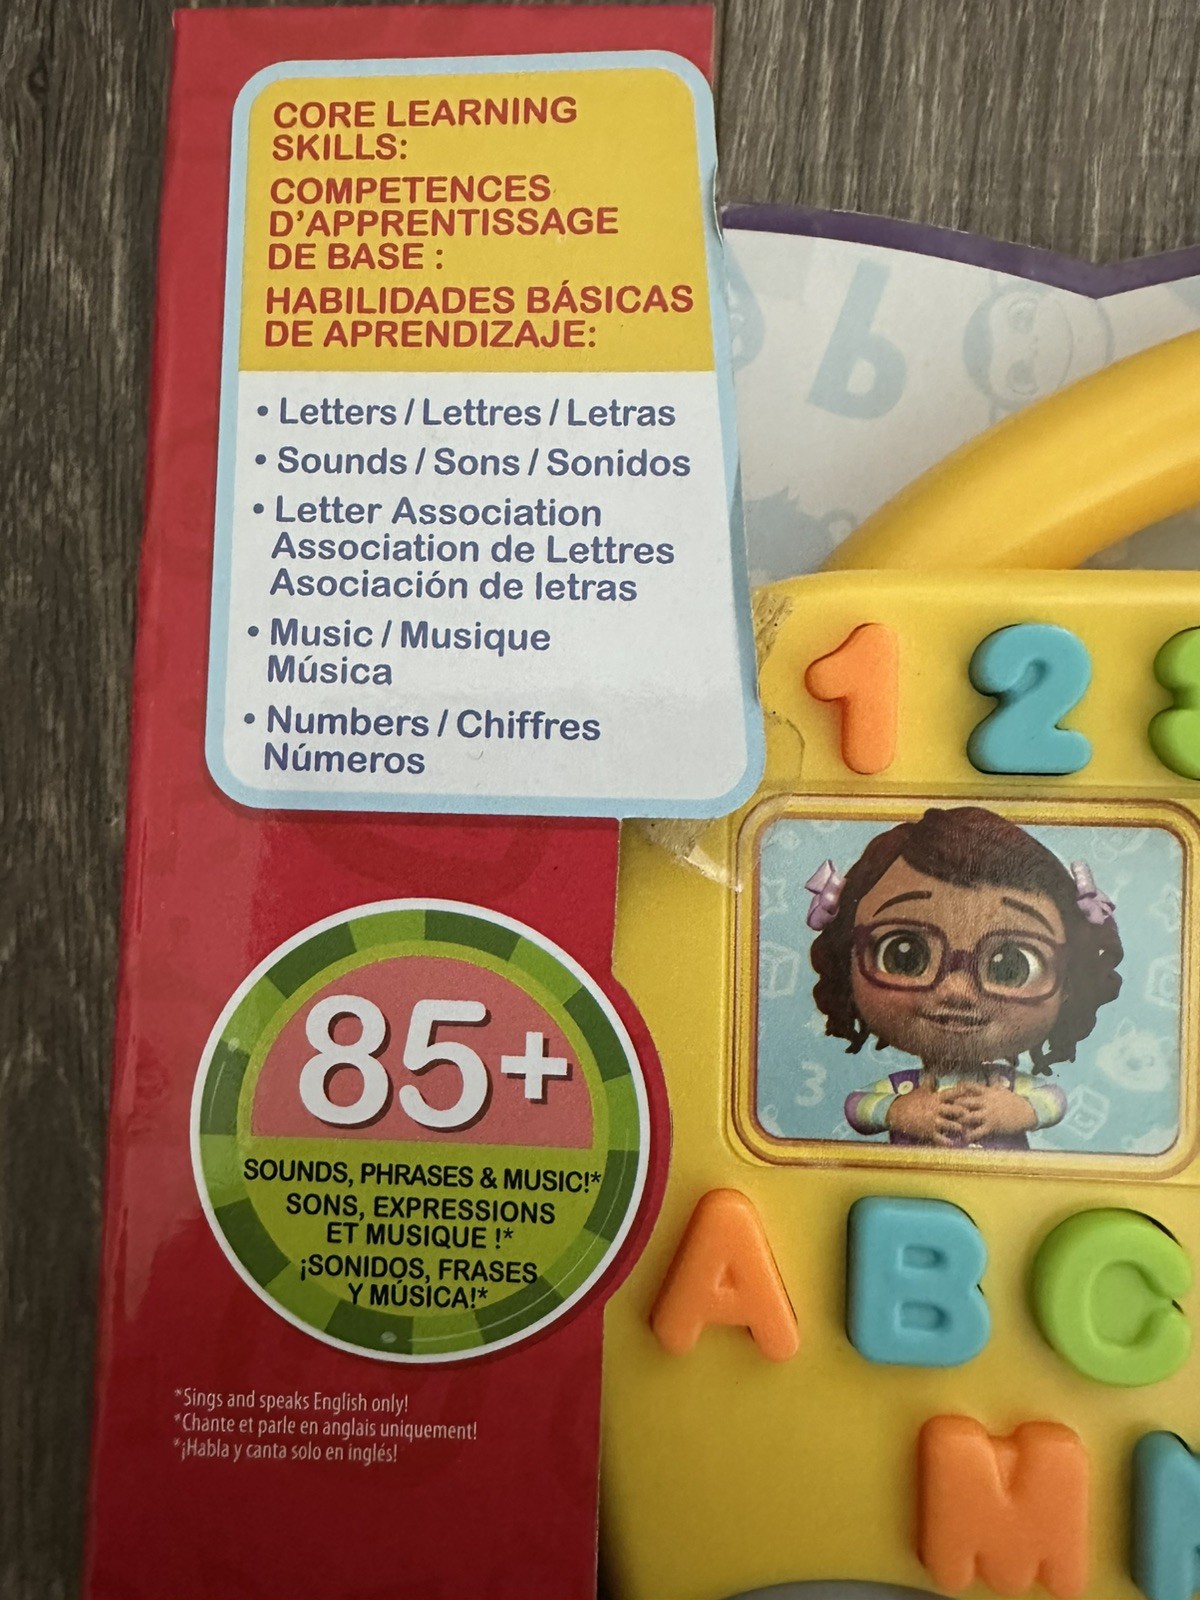 CORE LEARNING
SKILLS:
COMPETENCES
D'APPRENTISSAGE
DE BASE :
HABILIDADES BÁSICAS
DE APRENDIZAJE:
• Letters / Lettres / Letras
• Sounds / Sons / Sonidos
• Letter Association
Association de Lettres
Asociación de letras
• Music / Musique
Música
• Numbers / Chiffres
Números
85+
SOUNDS, PHRASES & MUSIC!*
SONS, EXPRESSIONS
ET MUSIQUE !*
¡SONIDOS, FRASES
Y MÚSICA!*
*Sings and speaks English only!
*Chante et parle en anglais uniquement!
*¡Habla y canta solo en inglés!
b
1 2 3
3
A B C
M